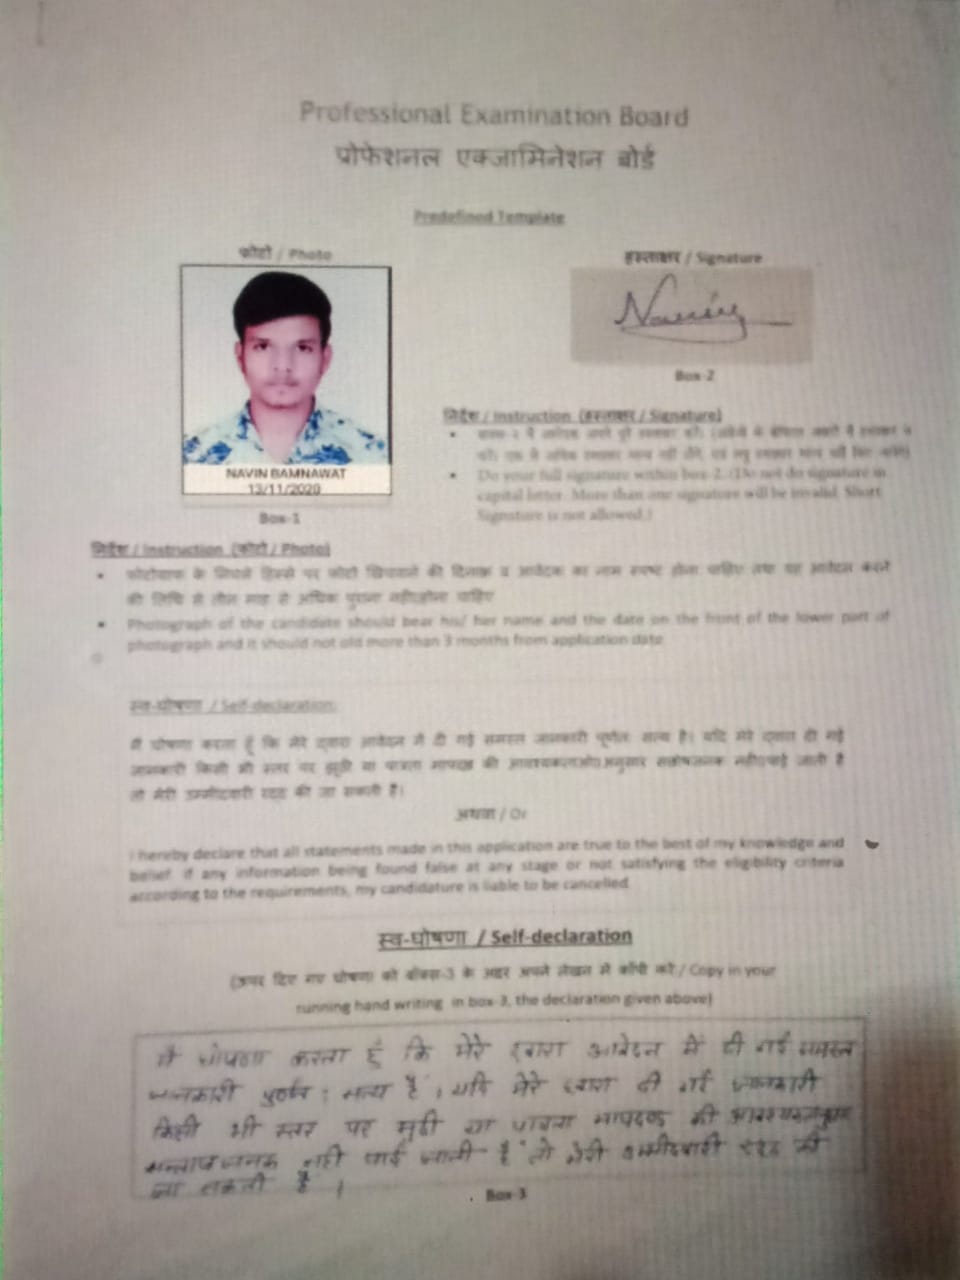 Professional Examination Board
प्रोफेशनल एक्जामिनेशन बोर्ड
Predefined Template
फोटो / Photo
हस्ताक्षर / Signature
Navin
NAVIN BAMNAWAT
13/11/2020
Box-1
Box-2
निर्देश / Instruction (हस्ताक्षर / Signature)
Do your full signature within box-2. (Do not do signature in
capital letter. More than one signature will be invalid. Short
Signature is not allowed.)
निर्देश / Instruction (फोटो / Photo)
फोटोग्राफ के निचले हिस्से पर फोटो खिंचवाने की दिनांक व आवेदक का नाम स्पष्ट होना चाहिए तथा यह आवेदन करने
की तिथि से तीन माह से अधिक पुराना नहीं होना चाहिए
Photograph of the candidate should bear his/ her name and the date on the front of the lower part of
photograph and it should not old more than 3 months from application date
स्व-घोषणा / Self-declaration:
मैं घोषणा करता हूँ कि मेरे द्वारा आवेदन में दी गई समस्त जानकारी पूर्णतः सत्य है। यदि मेरे द्वारा दी गई
जानकारी किसी भी स्तर पर झूठी या पात्रता मापदण्ड की आवश्यकताओं अनुसार संतोषजनक नहीं पाई जाती है
तो मेरी उम्मीदवारी रद्द की जा सकती है।
अथवा / Or
I hereby declare that all statements made in this application are true to the best of my knowledge and
belief. If any information being found false at any stage or not satisfying the eligibility criteria
according to the requirements, my candidature is liable to be cancelled.
स्व-घोषणा / Self-declaration
(ऊपर दिए गए घोषणा को बॉक्स-3 के अंदर अपने लेखन में कॉपी करें / Copy in your
running hand writing in box-3, the declaration given above)
मैं घोषणा करता हूँ कि मेरे द्वारा आवेदन में दी गई समस्त
जानकारी पुर्णत: सत्य है । यदि मेरे द्वारा दी गई जानकारी
किसी भी स्तर पर झुठी या पात्रता मापदण्ड की
नहीं पाई जाती है तो मेरी उम्मीदवारी रद्द की
जा सकती है ।
Box-3